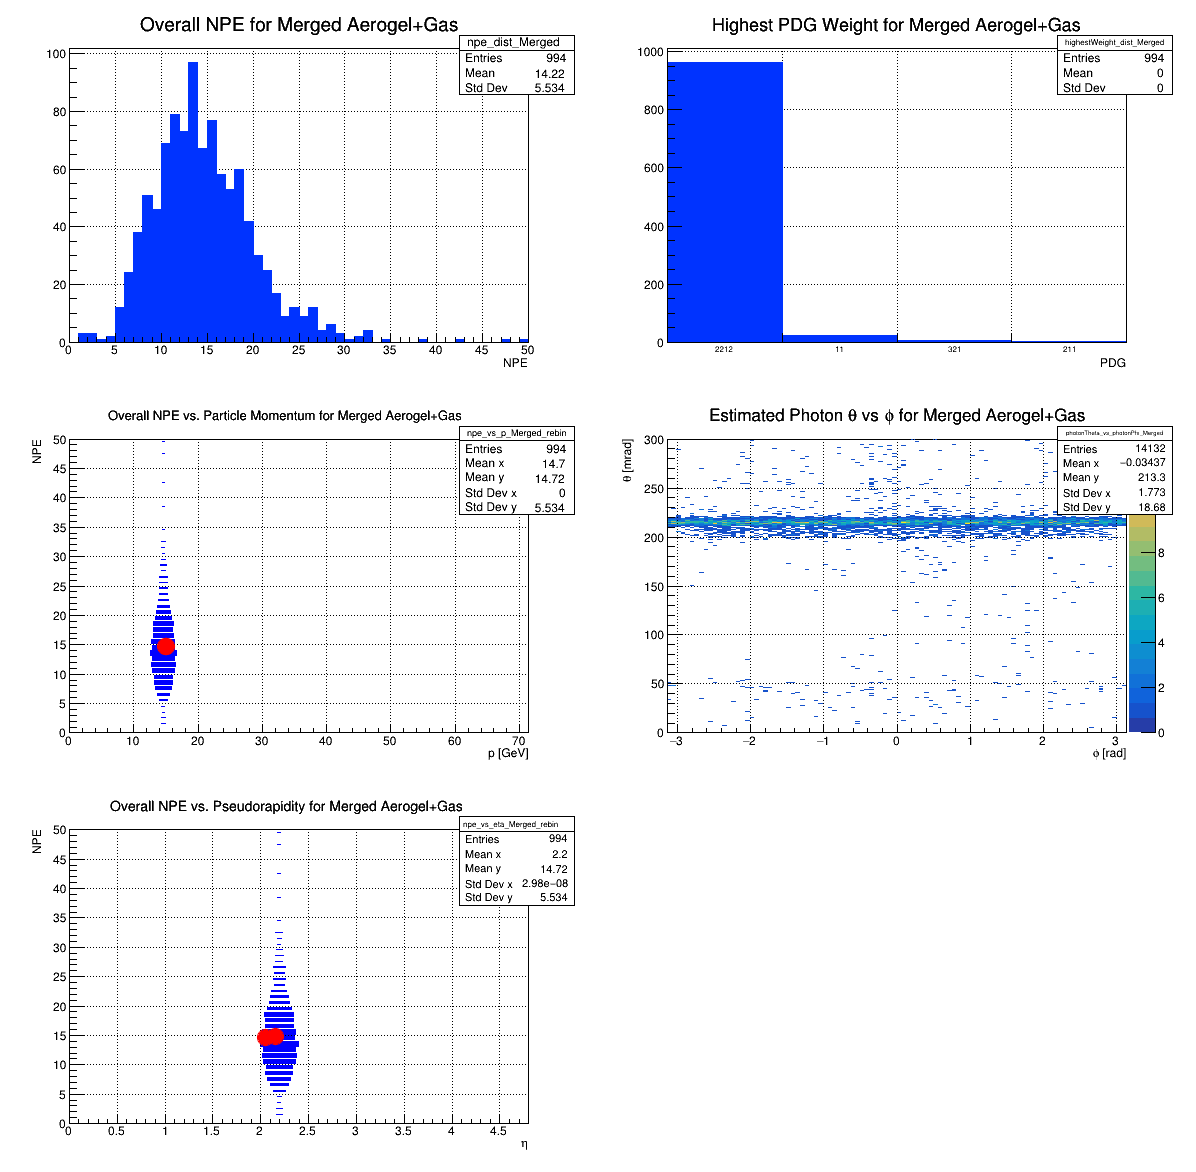 Overall NPE for Merged Aerogel+Gas
npe_dist_Merged
Entries 994
Mean 14.22
Std Dev 5.534
100
80
60
40
20
0
0 5 10 15 20 25 30 35 40 45 50
NPE
Highest PDG Weight for Merged Aerogel+Gas
highestWeight_dist_Merged
Entries 994
Mean 0
Std Dev 0
1000
800
600
400
200
0
2212 11 321 211
PDG
Overall NPE vs. Particle Momentum for Merged Aerogel+Gas
npe_vs_p_Merged_rebin
Entries 994
Mean x 14.7
Mean y 14.72
Std Dev x 0
Std Dev y 5.534
NPE
50
45
40
35
30
25
20
15
10
5
0
0 10 20 30 40 50 60 70
p [GeV]
Estimated Photon θ vs ϕ for Merged Aerogel+Gas
photonTheta_vs_photonPhi_Merged
Entries 14132
Mean x −0.03437
Mean y 213.3
Std Dev x 1.773
Std Dev y 18.68
θ [mrad]
300
250
200
150
100
50
0
−3 −2 −1 0 1 2 3
ϕ [rad]
8
6
4
2
0
Overall NPE vs. Pseudorapidity for Merged Aerogel+Gas
npe_vs_eta_Merged_rebin
Entries 994
Mean x 2.2
Mean y 14.72
Std Dev x 2.98e−08
Std Dev y 5.534
NPE
50
45
40
35
30
25
20
15
10
5
0
0 0.5 1 1.5 2 2.5 3 3.5 4 4.5
η